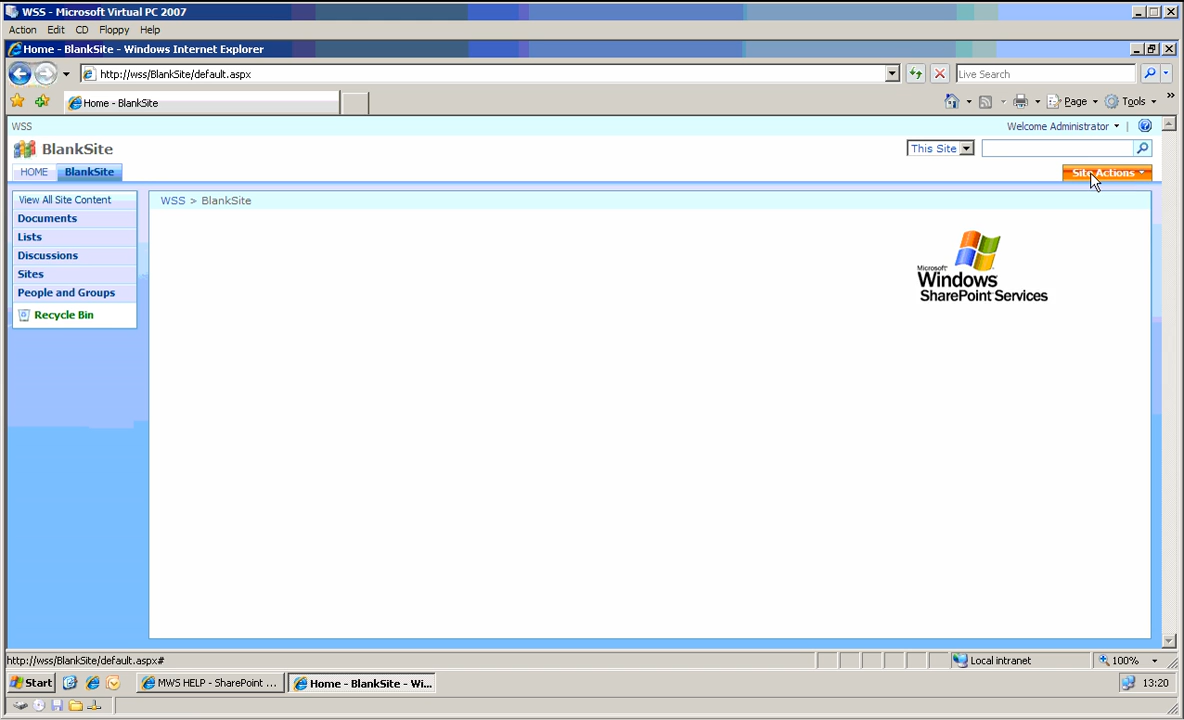 WSS - Microsoft Virtual PC 2007
Action Edit CD Floppy Help
Home - BlankSite - Windows Internet Explorer
http://wss/BlankSite/default.aspx
Live Search
Home - BlankSite
Page Tools »
WSS
Welcome Administrator |
BlankSite
This Site
HOME BlankSite
Site Actions
View All Site Content
WSS > BlankSite
Documents
Lists
Discussions
Sites
People and Groups
Recycle Bin
Microsoft
Windows
SharePoint Services
http://wss/BlankSite/default.aspx#
Local intranet
100%
Start
MWS HELP - SharePoint ...
Home - BlankSite - Wi...
13:20